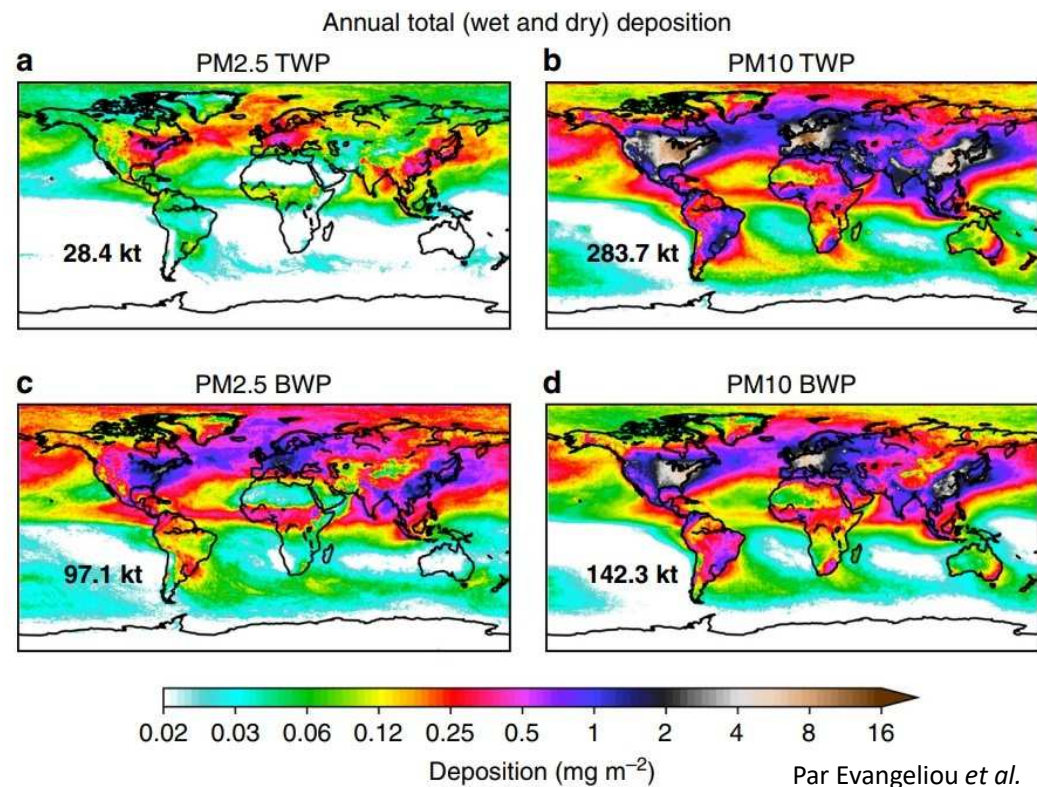 Annual total (wet and dry) deposition
a PM2.5 TWP
28.4 kt
b PM10 TWP
283.7 kt
c PM2.5 BWP
97.1 kt
d PM10 BWP
142.3 kt
0.02 0.03 0.06 0.12 0.25 0.5 1 2 4 8 16
Deposition (mg m⁻²)
Par Evangeliou et al.